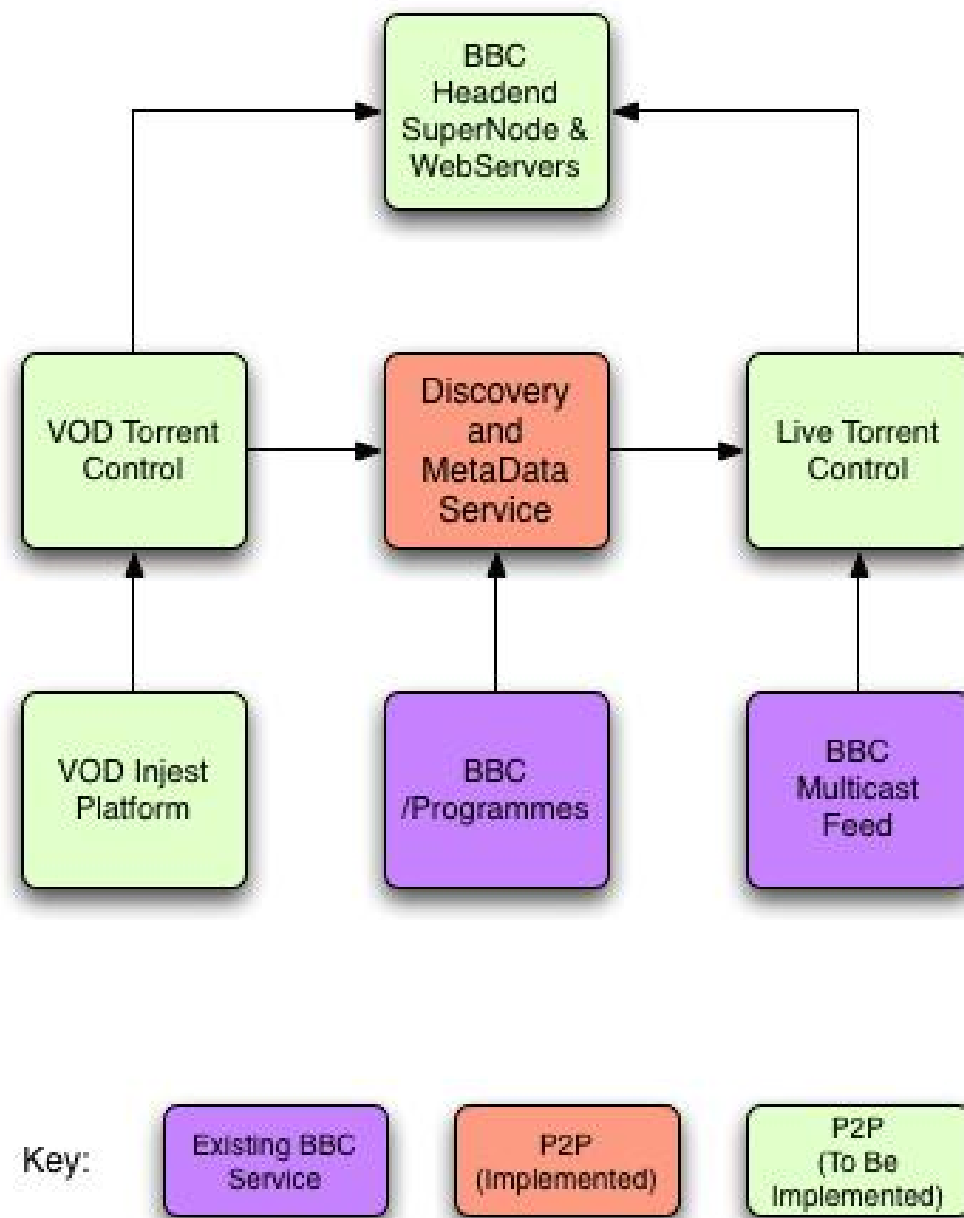 BBC
Headend
SuperNode &
WebServers
VOD Torrent
Control
Discovery
and
MetaData
Service
Live Torrent
Control
VOD Injest
Platform
BBC
/Programmes
BBC
Multicast
Feed
Key:
Existing BBC
Service
P2P
(Implemented)
P2P
(To Be
Implemented)